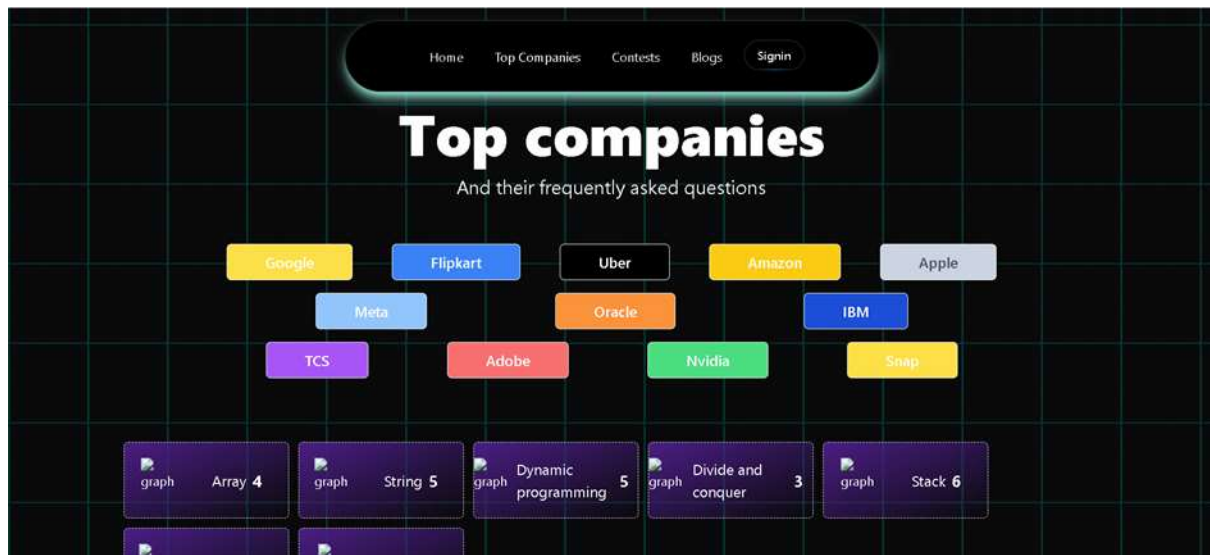 Home Top Companies Contests Blogs Signin
Top companies
And their frequently asked questions
Google Flipkart Uber Amazon Apple
Meta Oracle IBM
TCS Adobe Nvidia Snap
graph Array 4
graph String 5
graph Dynamic programming 5
graph Divide and conquer 3
graph Stack 6